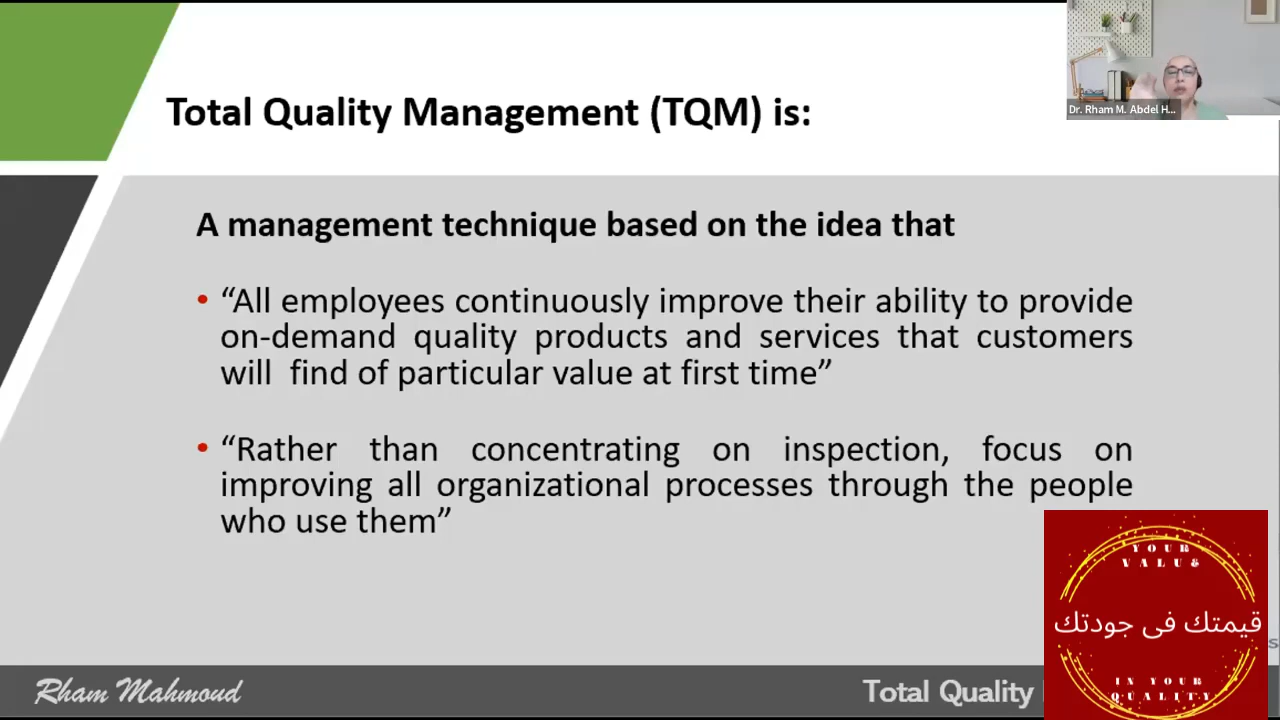 Total Quality Management (TQM) is:
Dr. Rham M. Abdel H...
A management technique based on the idea that
• “All employees continuously improve their ability to provide
on-demand quality products and services that customers
will find of particular value at first time”
• “Rather than concentrating on inspection, focus on
improving all organizational processes through the people
who use them”
YOUR
VALU&
قيمتك فى جودتك
IN YOUR
QUALITY
s
Rham Mahmoud
Total Quality